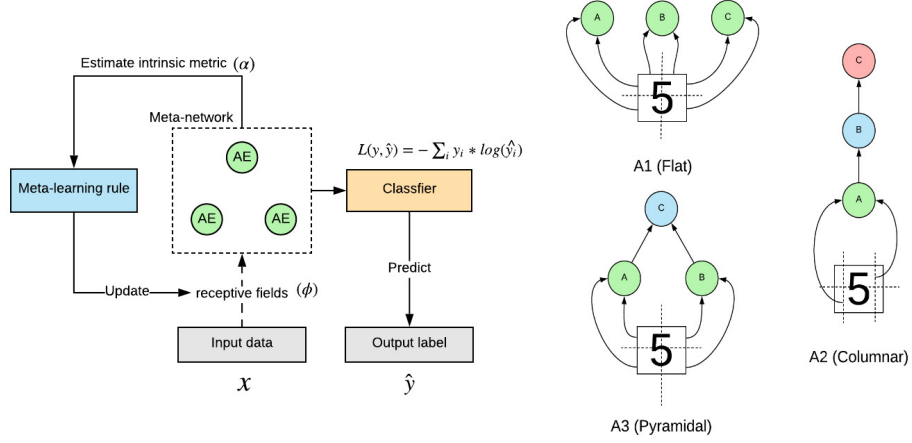 Estimate intrinsic metric (α)
Meta-network
AE
AE AE
Meta-learning rule
L(y, ŷ) = − ∑ᵢ yᵢ * log(ŷᵢ)
Classfier
Update
receptive fields (ϕ)
Predict
Input data
Output label
x
ŷ
A B C
5
A1 (Flat)
C
A B
5
A3 (Pyramidal)
C
B
A
5
A2 (Columnar)